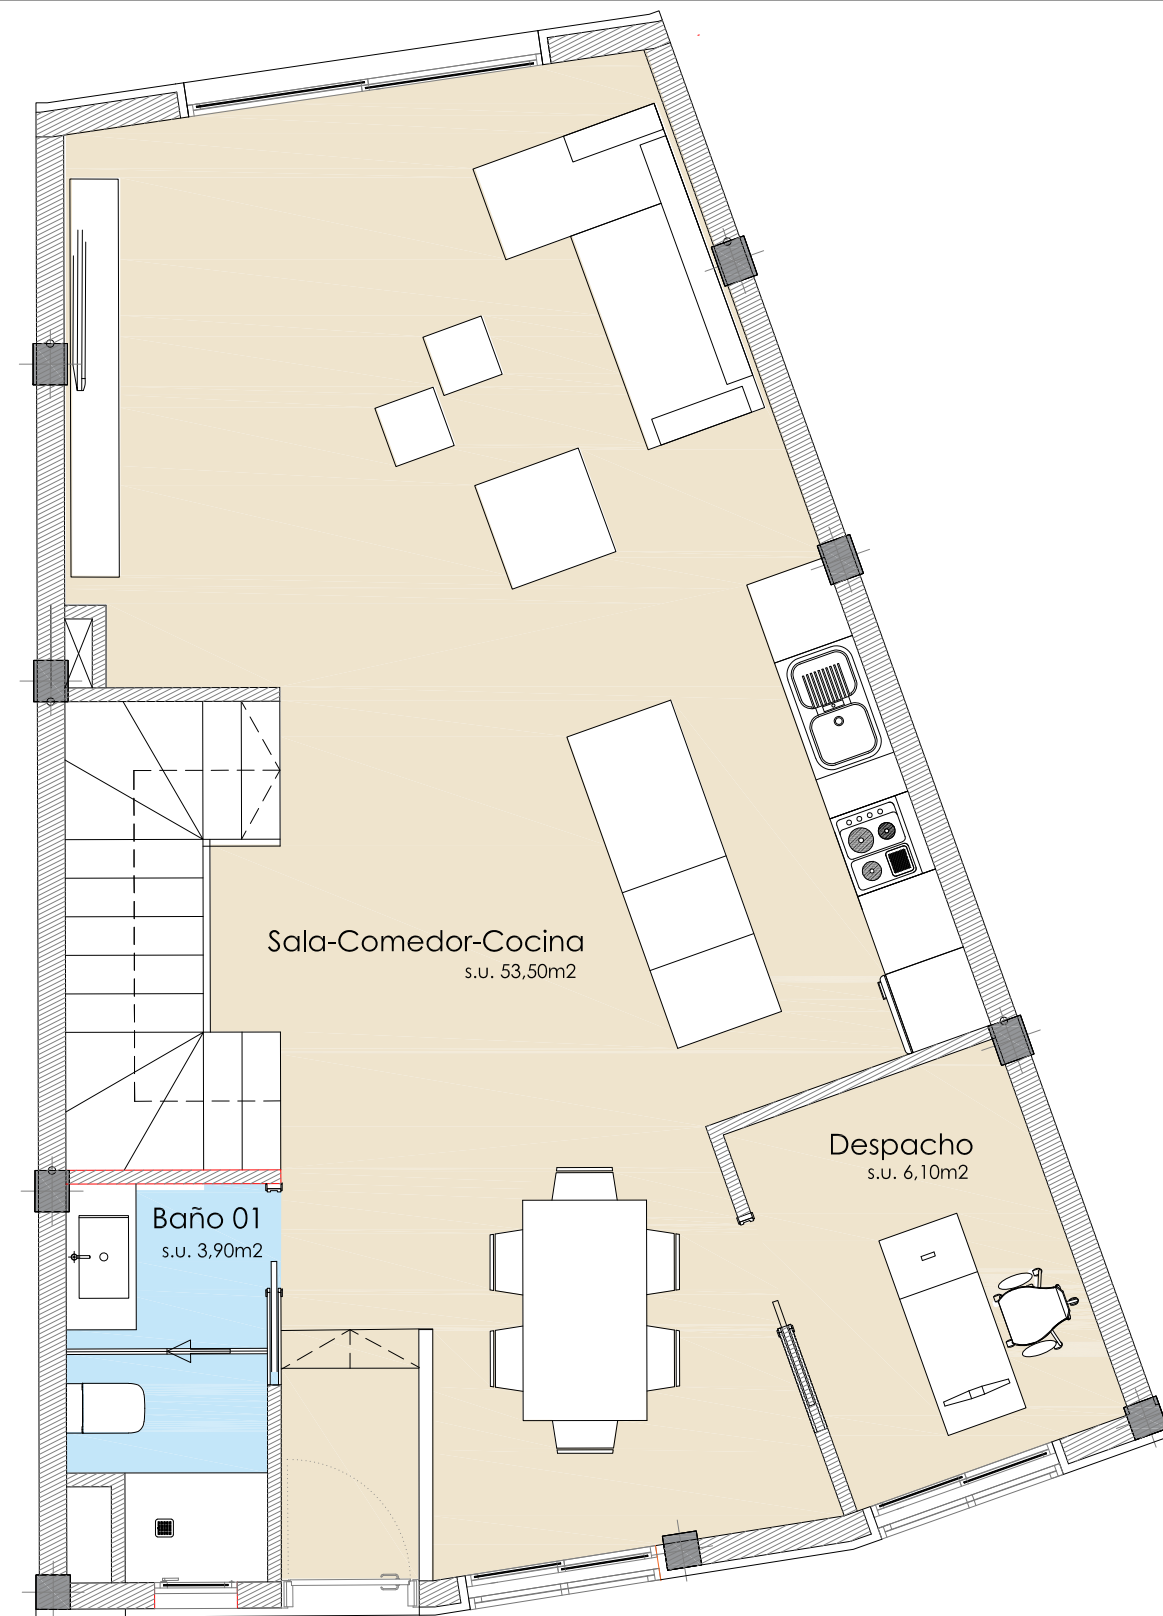 Sala-Comedor-Cocina
s.u. 53,50m2
Despacho
s.u. 6,10m2
Baño 01
s.u. 3,90m2